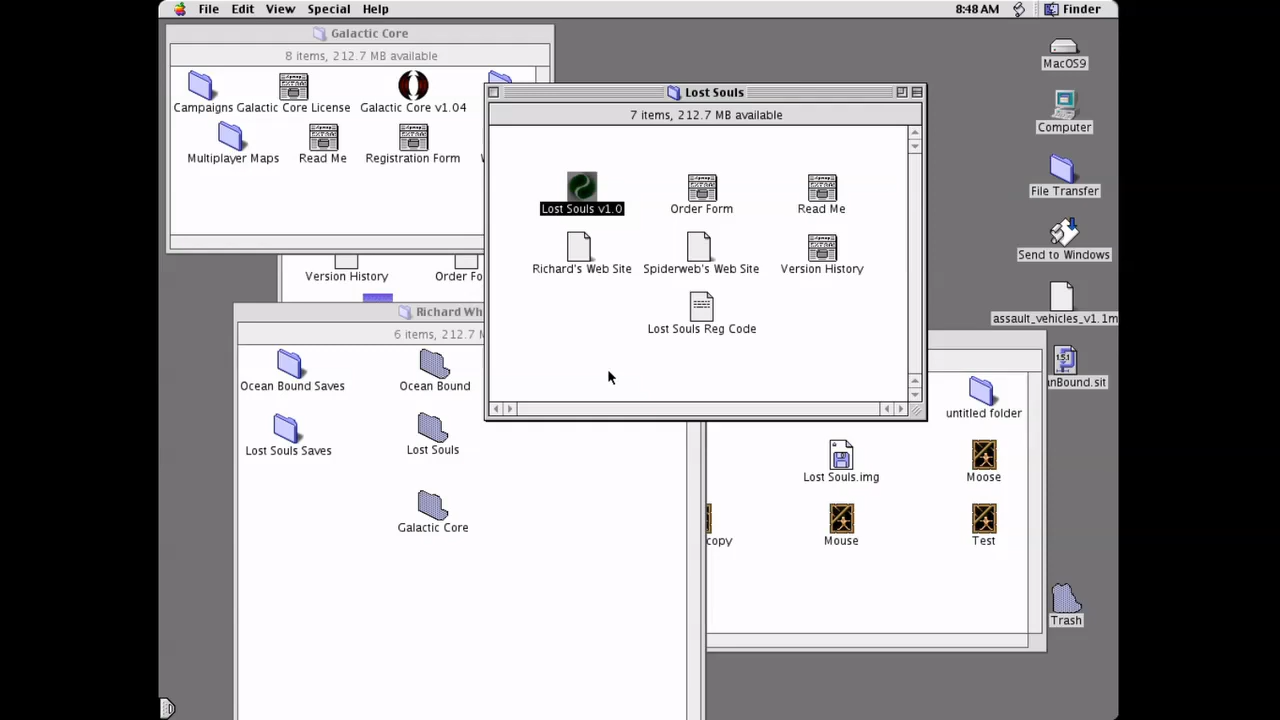 File Edit View Special Help 8:48 AM Finder
Galactic Core
8 items, 212.7 MB available
Campaigns Galactic Core License Galactic Core v1.04
Multiplayer Maps Read Me Registration Form
Version History Order Fo
Richard Wh
6 items, 212.7 M
Ocean Bound Saves Ocean Bound
Lost Souls Saves Lost Souls
Galactic Core
Lost Souls
7 items, 212.7 MB available
Lost Souls v1.0 Order Form Read Me
Richard's Web Site Spiderweb's Web Site Version History
Lost Souls Reg Code
untitled folder
Lost Souls.img Moose
copy Mouse Test
MacOS9
Computer
File Transfer
Send to Windows
assault_vehicles_v1.1m
anBound.sit
Trash